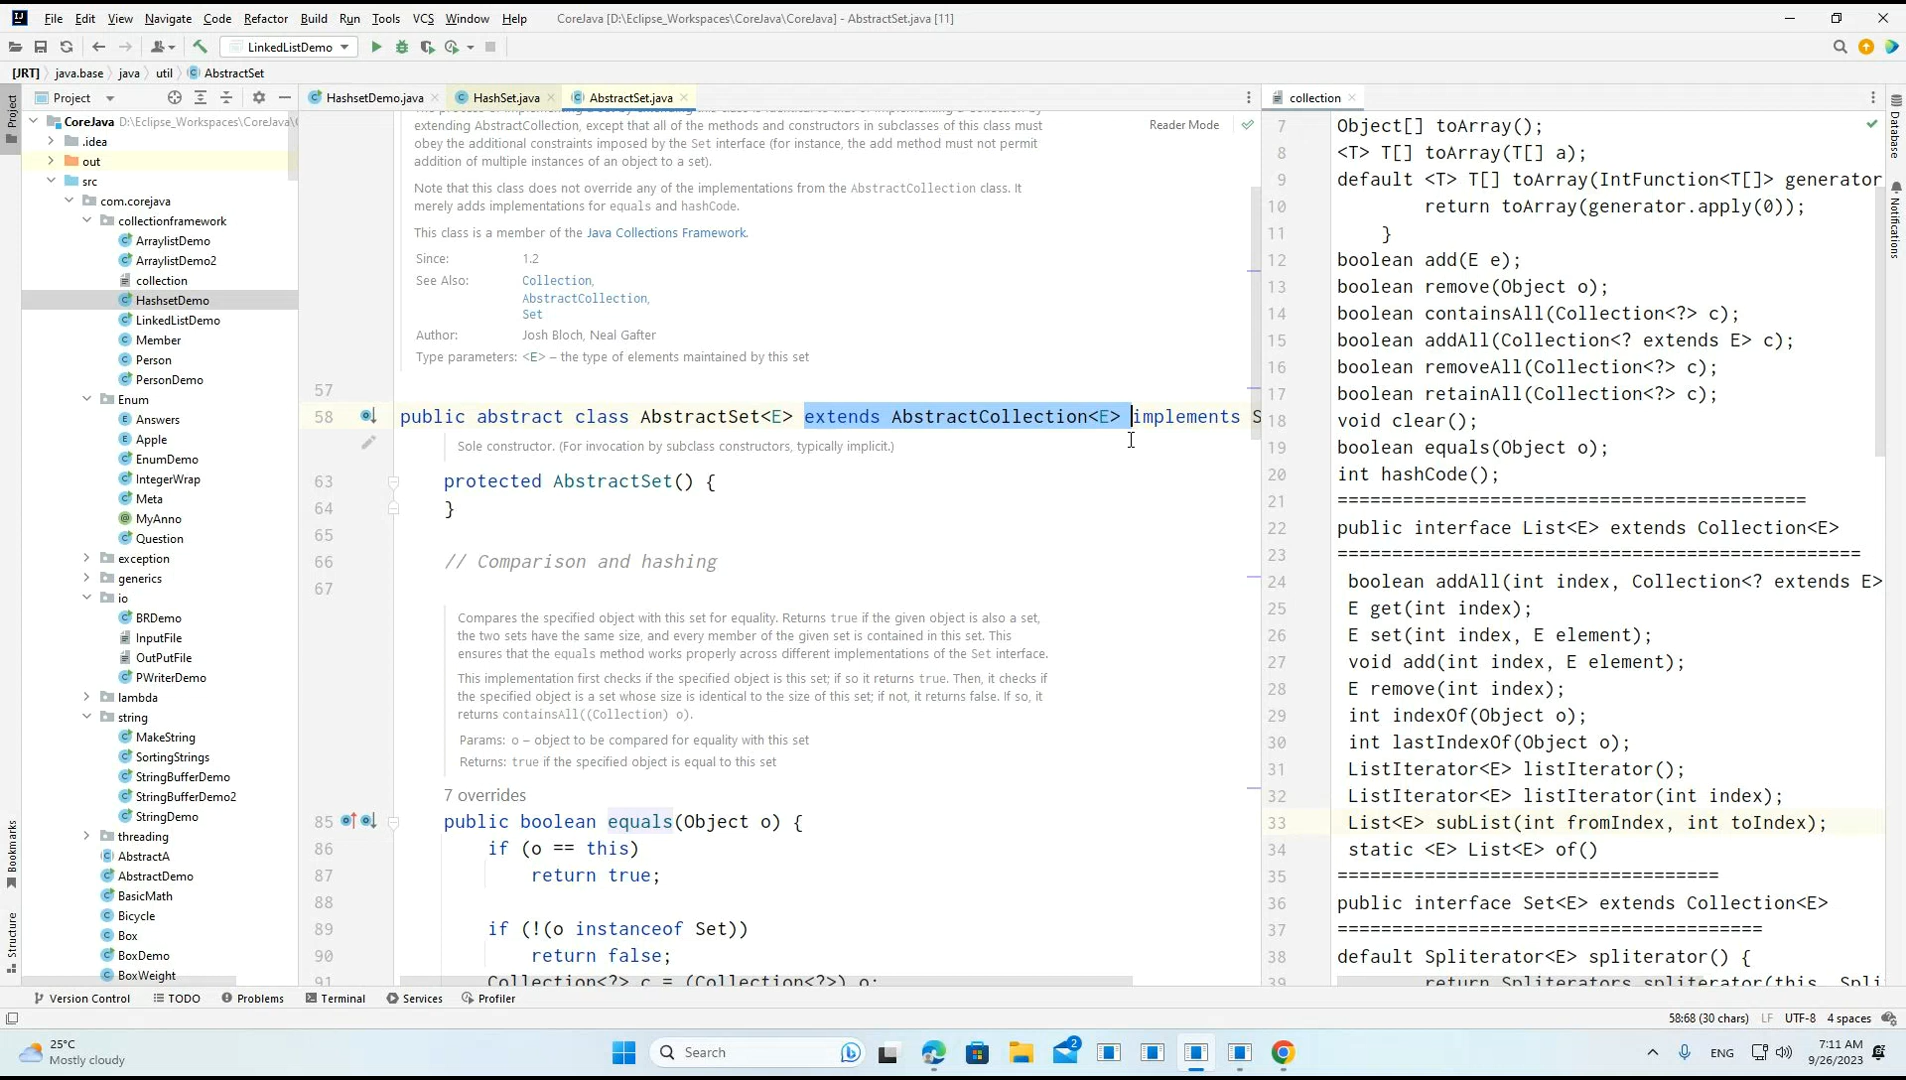 File Edit View Navigate Code Refactor Build Run Tools VCS Window Help CoreJava [D:\Eclipse_Workspaces\CoreJava\CoreJava] - AbstractSet.java [11]
LinkedListDemo
[JRT] java.base java util AbstractSet
Project
HashsetDemo.java HashSet.java AbstractSet.java
collection
Project
Bookmarks
Structure
CoreJava D:\Eclipse_Workspaces\CoreJava\
.idea
out
src
com.corejava
collectionframework
ArraylistDemo
ArraylistDemo2
collection
HashsetDemo
LinkedListDemo
Member
Person
PersonDemo
Enum
Answers
Apple
EnumDemo
IntegerWrap
Meta
MyAnno
Question
exception
generics
io
BRDemo
InputFile
OutPutFile
PWriterDemo
lambda
string
MakeString
SortingStrings
StringBufferDemo
StringBufferDemo2
StringDemo
threading
AbstractA
AbstractDemo
BasicMath
Bicycle
Box
BoxDemo
BoxWeight
Reader Mode
extending AbstractCollection, except that all of the methods and constructors in subclasses of this class must
obey the additional constraints imposed by the Set interface (for instance, the add method must not permit
addition of multiple instances of an object to a set).
Note that this class does not override any of the implementations from the AbstractCollection class. It
merely adds implementations for equals and hashCode.
This class is a member of the Java Collections Framework.
Since: 1.2
See Also: Collection,
AbstractCollection,
Set
Author: Josh Bloch, Neal Gafter
Type parameters: <E> – the type of elements maintained by this set
57
58 public abstract class AbstractSet<E> extends AbstractCollection<E> implements S
Sole constructor. (For invocation by subclass constructors, typically implicit.)
63 protected AbstractSet() {
64 }
65
66 // Comparison and hashing
67
Compares the specified object with this set for equality. Returns true if the given object is also a set,
the two sets have the same size, and every member of the given set is contained in this set. This
ensures that the equals method works properly across different implementations of the Set interface.
This implementation first checks if the specified object is this set; if so it returns true. Then, it checks if
the specified object is a set whose size is identical to the size of this set; if not, it returns false. If so, it
returns containsAll((Collection) o).
Params: o – object to be compared for equality with this set
Returns: true if the specified object is equal to this set
7 overrides
85 public boolean equals(Object o) {
86 if (o == this)
87 return true;
88
89 if (!(o instanceof Set))
90 return false;
91 Collection<?> c = (Collection<?>) o;
7 Object[] toArray();
8 <T> T[] toArray(T[] a);
9 default <T> T[] toArray(IntFunction<T[]> generator
10 return toArray(generator.apply(0));
11 }
12 boolean add(E e);
13 boolean remove(Object o);
14 boolean containsAll(Collection<?> c);
15 boolean addAll(Collection<? extends E> c);
16 boolean removeAll(Collection<?> c);
17 boolean retainAll(Collection<?> c);
18 void clear();
19 boolean equals(Object o);
20 int hashCode();
21 ===========================================
22 public interface List<E> extends Collection<E>
23 ================================================
24 boolean addAll(int index, Collection<? extends E>
25 E get(int index);
26 E set(int index, E element);
27 void add(int index, E element);
28 E remove(int index);
29 int indexOf(Object o);
30 int lastIndexOf(Object o);
31 ListIterator<E> listIterator();
32 ListIterator<E> listIterator(int index);
33 List<E> subList(int fromIndex, int toIndex);
34 static <E> List<E> of()
35 ===================================
36 public interface Set<E> extends Collection<E>
37 =======================================
38 default Spliterator<E> spliterator() {
39 return Spliterators.spliterator(this, Spli
Database
Notifications
Version Control TODO Problems Terminal Services Profiler
58:68 (30 chars) LF UTF-8 4 spaces
25°C
Mostly cloudy
Search
2
ENG
7:11 AM
9/26/2023